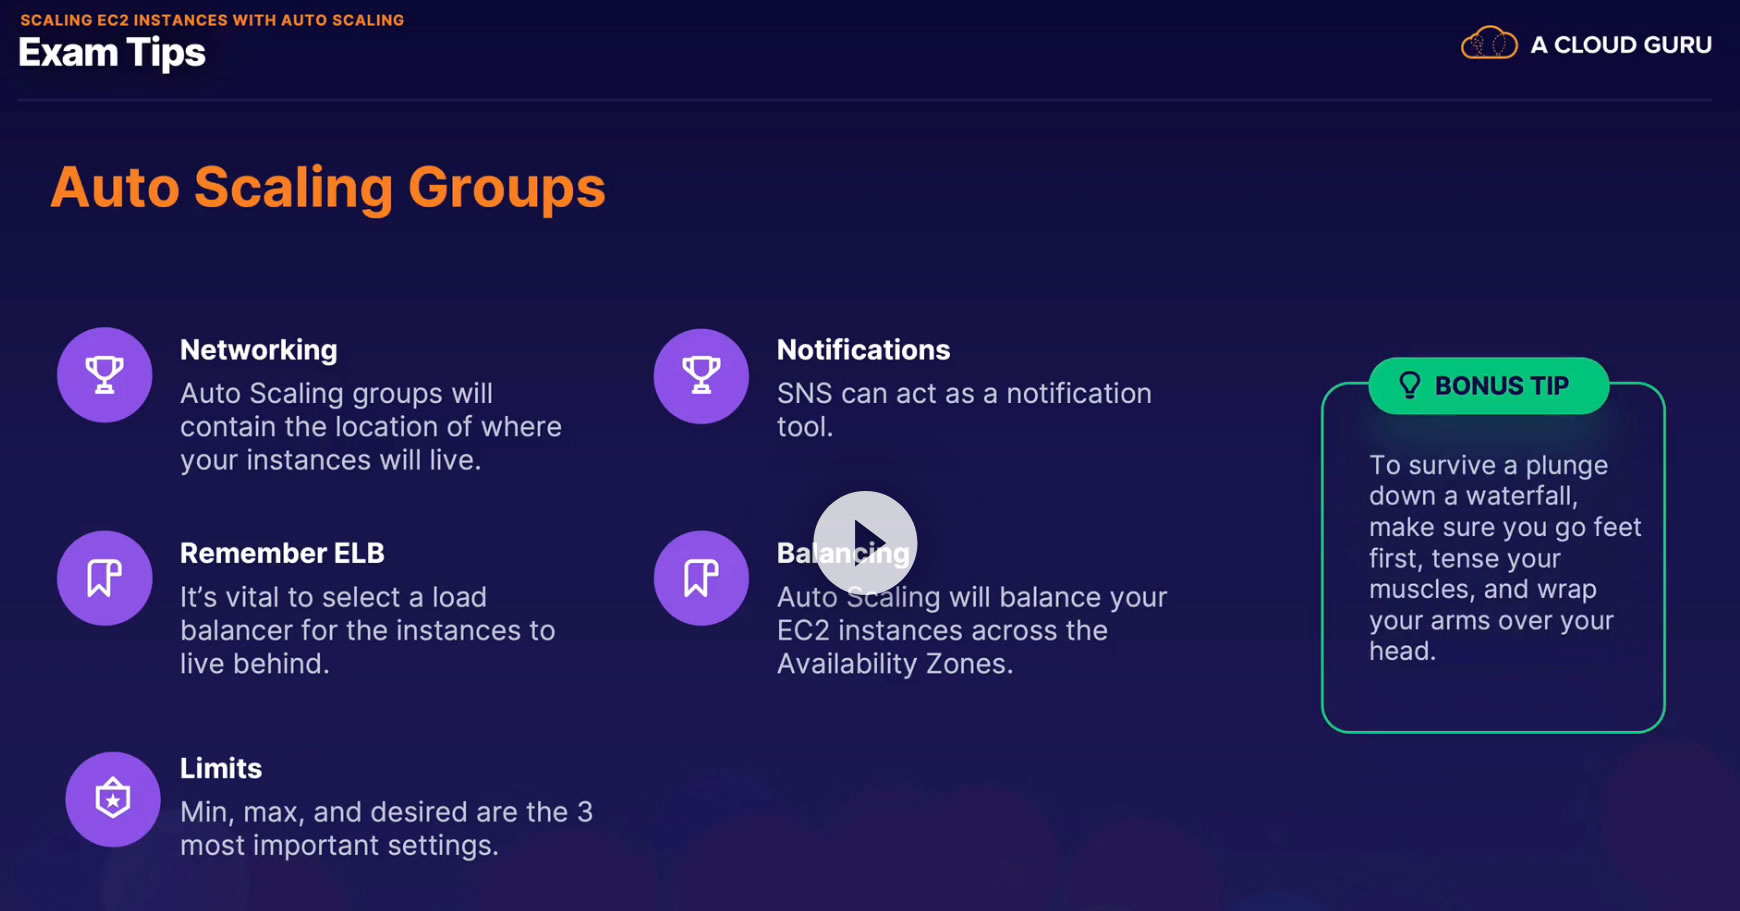 SCALING EC2 INSTANCES WITH AUTO SCALING
Exam Tips
A CLOUD GURU
Auto Scaling Groups
Networking
Auto Scaling groups will
contain the location of where
your instances will live.
Notifications
SNS can act as a notification
tool.
Remember ELB
It's vital to select a load
balancer for the instances to
live behind.
Balancing
Auto Scaling will balance your
EC2 instances across the
Availability Zones.
Limits
Min, max, and desired are the 3
most important settings.
BONUS TIP
To survive a plunge
down a waterfall,
make sure you go feet
first, tense your
muscles, and wrap
your arms over your
head.